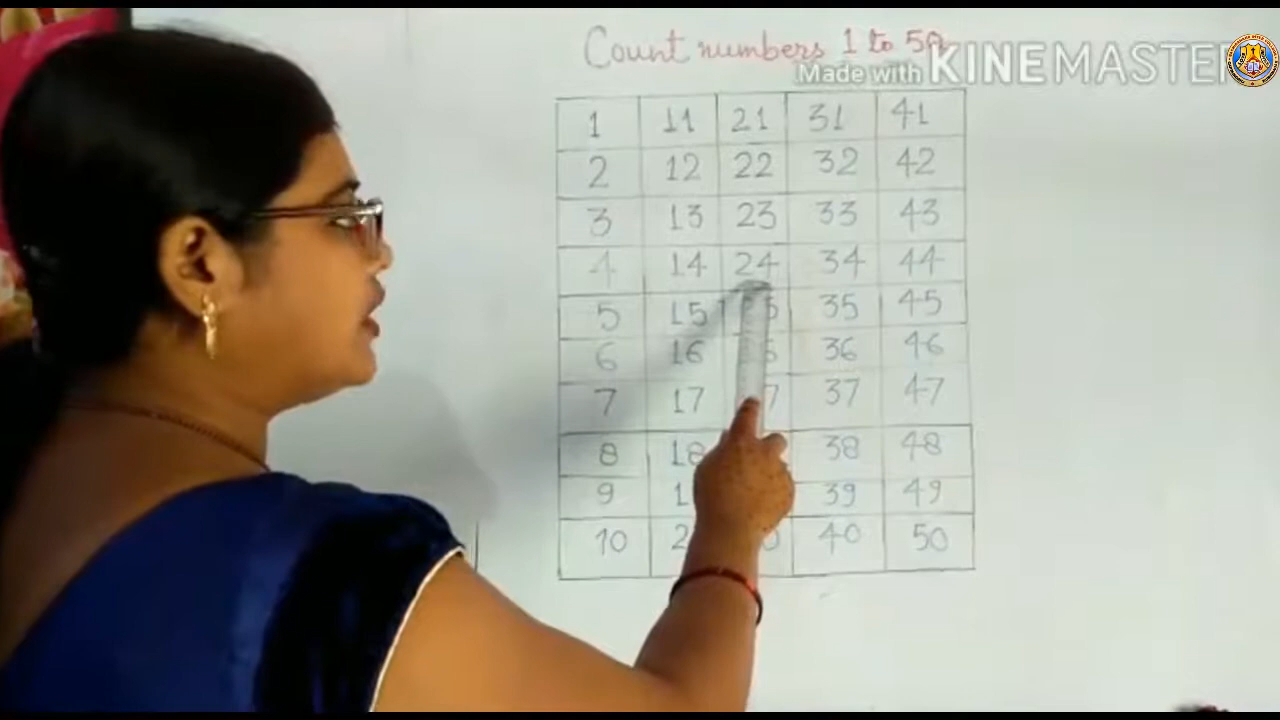 Count numbers 1 to 50
Made with KINEMASTER
1 11 21 31 41
2 12 22 32 42
3 13 23 33 43
4 14 24 34 44
5 15 35 45
6 16 36 46
7 17 37 47
8 18 38 48
9 39 49
10 40 50